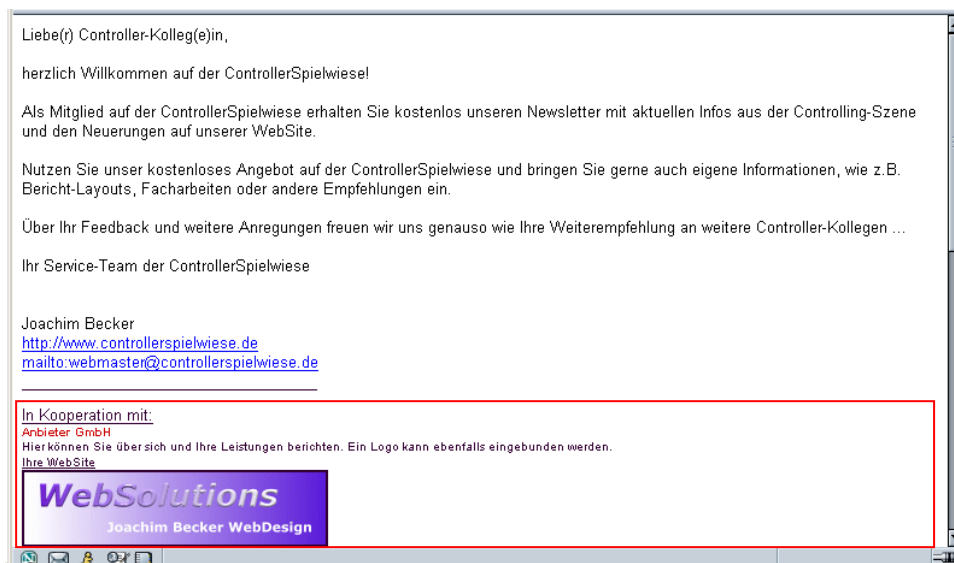 Liebe(r) Controller-Kolleg(e)in,
herzlich Willkommen auf der ControllerSpielwiese!
Als Mitglied auf der ControllerSpielwiese erhalten Sie kostenlos unseren Newsletter mit aktuellen Infos aus der Controlling-Szene
und den Neuerungen auf unserer WebSite.
Nutzen Sie unser kostenloses Angebot auf der ControllerSpielwiese und bringen Sie gerne auch eigene Informationen, wie z.B.
Bericht-Layouts, Facharbeiten oder andere Empfehlungen ein.
Über Ihr Feedback und weitere Anregungen freuen wir uns genauso wie Ihre Weiterempfehlung an weitere Controller-Kollegen ...
Ihr Service-Team der ControllerSpielwiese
Joachim Becker
http://www.controllerspielwiese.de
mailto:webmaster@controllerspielwiese.de
In Kooperation mit:
Anbieter GmbH
Hier können Sie über sich und Ihre Leistungen berichten. Ein Logo kann ebenfalls eingebunden werden.
Ihre WebSite
WebSolutions
Joachim Becker WebDesign